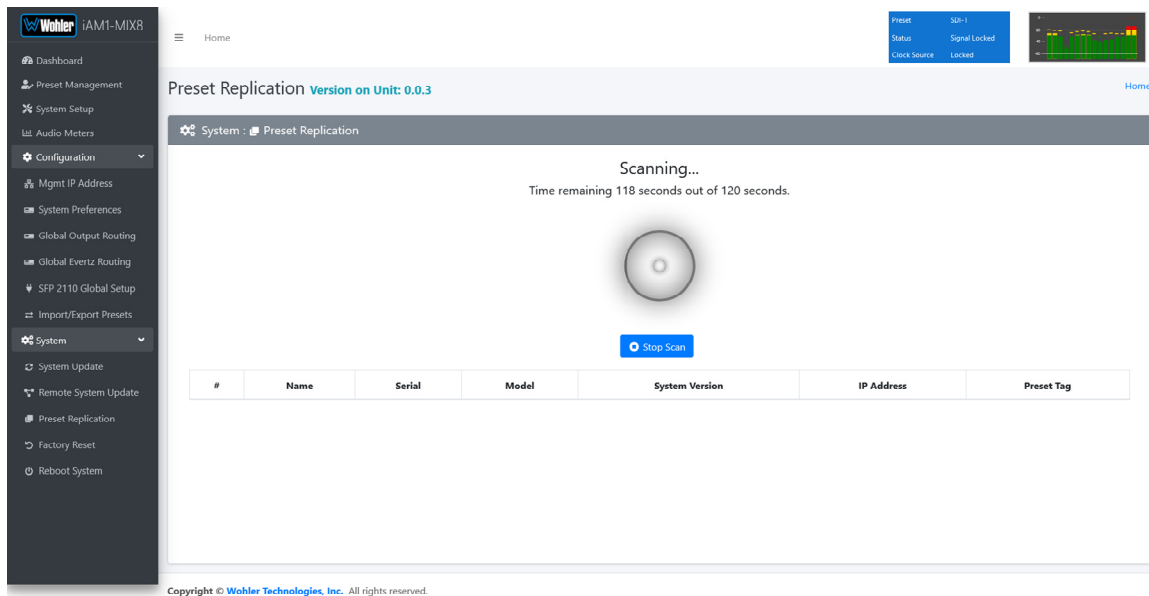 Wohler iAM1-MIX8
Dashboard
Preset Management
System Setup
Audio Meters
Configuration
Mgmt IP Address
System Preferences
Global Output Routing
Global Evertz Routing
SFP 2110 Global Setup
Import/Export Presets
System
System Update
Remote System Update
Preset Replication
Factory Reset
Reboot System
Home
Preset SDI-1
Status Signal Locked
Clock Source Locked
Preset Replication Version on Unit: 0.0.3
Home
System : Preset Replication
Scanning...
Time remaining 118 seconds out of 120 seconds.
Stop Scan
# Name Serial Model System Version IP Address Preset Tag
Copyright © Wohler Technologies, Inc. All rights reserved.